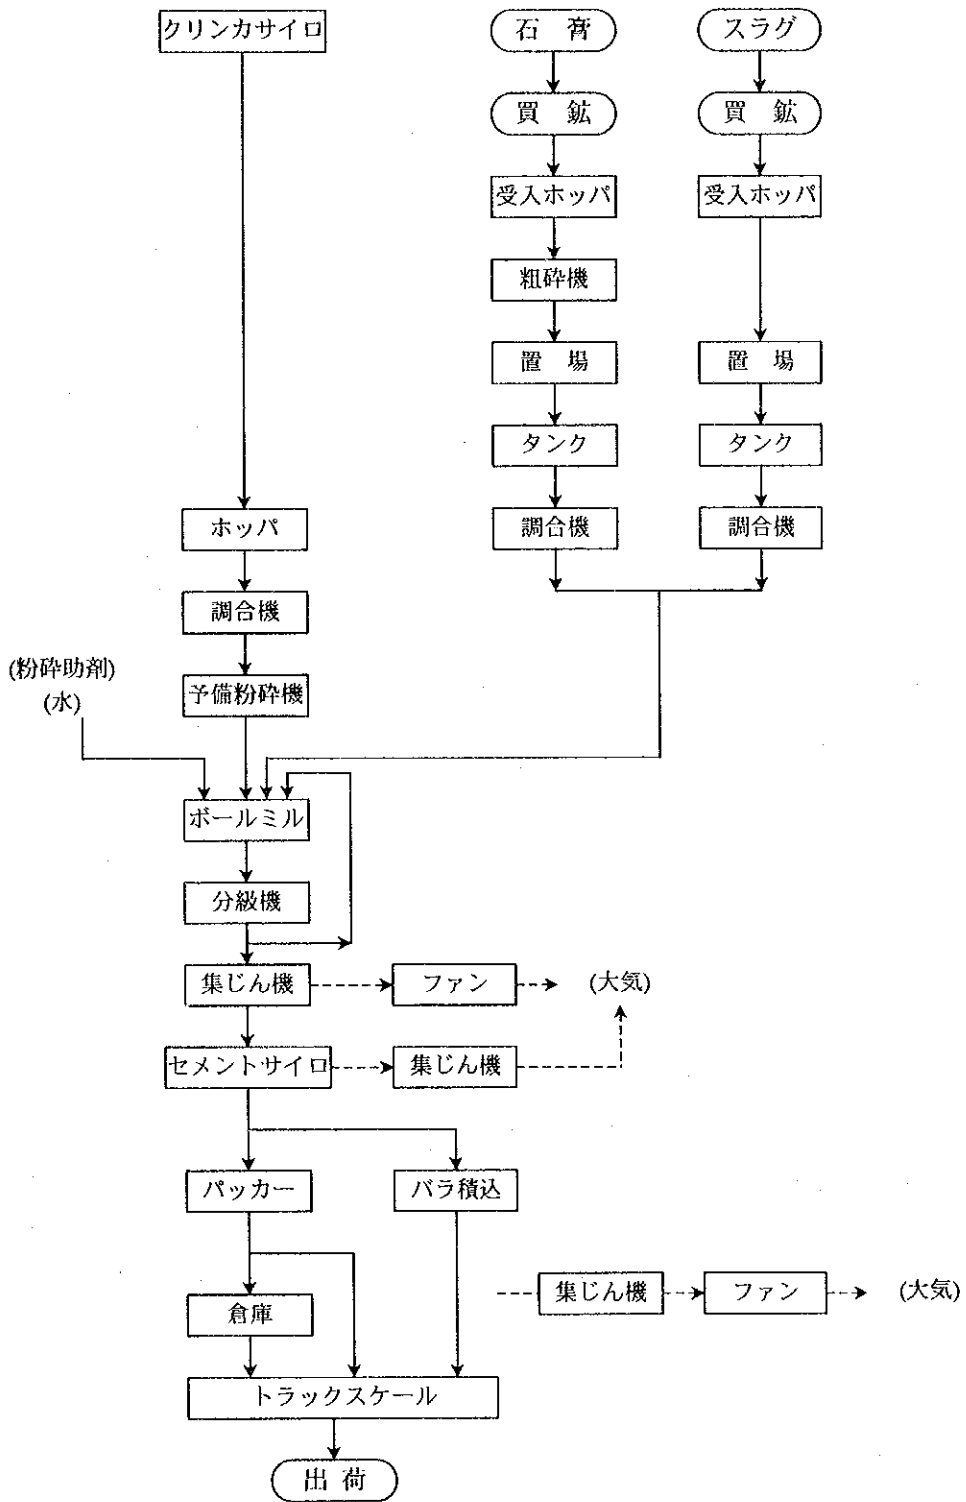 クリンカサイロ
石 膏
スラグ
買 鉱
買 鉱
受入ホッパ
受入ホッパ
粗砕機
置 場
置 場
タンク
タンク
ホッパ
調合機
調合機
調合機
(粉砕助剤)
(水)
予備粉砕機
ボールミル
分級機
集じん機
ファン
(大気)
セメントサイロ
集じん機
パッカー
バラ積込
集じん機
ファン
(大気)
倉庫
トラックスケール
出 荷